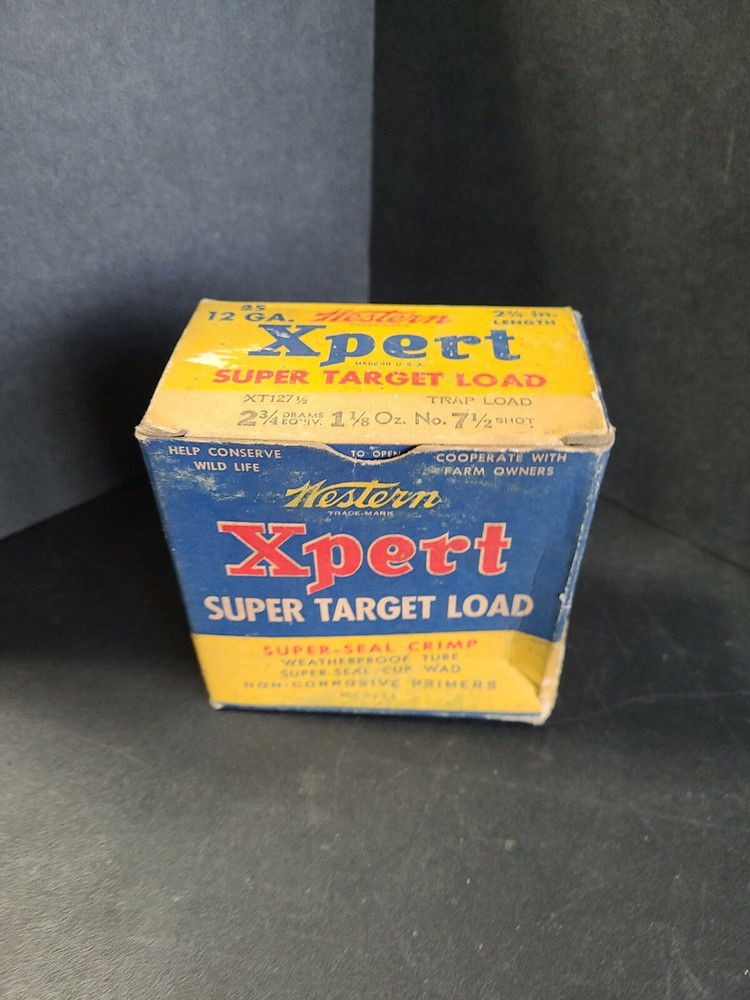 25
12 GA.
Western
2¾ in.
LENGTH
Xpert
MADE IN U.S.A.
SUPER TARGET LOAD
XT127½ TRAP LOAD
2¾ DRAMS EQUIV. 1⅛ Oz. No. 7½ SHOT
HELP CONSERVE
WILD LIFE
TO OPEN
COOPERATE WITH
FARM OWNERS
Western
TRADE-MARK
Xpert
SUPER TARGET LOAD
SUPER-SEAL CRIMP
WEATHERPROOF TUBE
SUPER-SEAL CUP WAD
NON-CORROSIVE PRIMERS